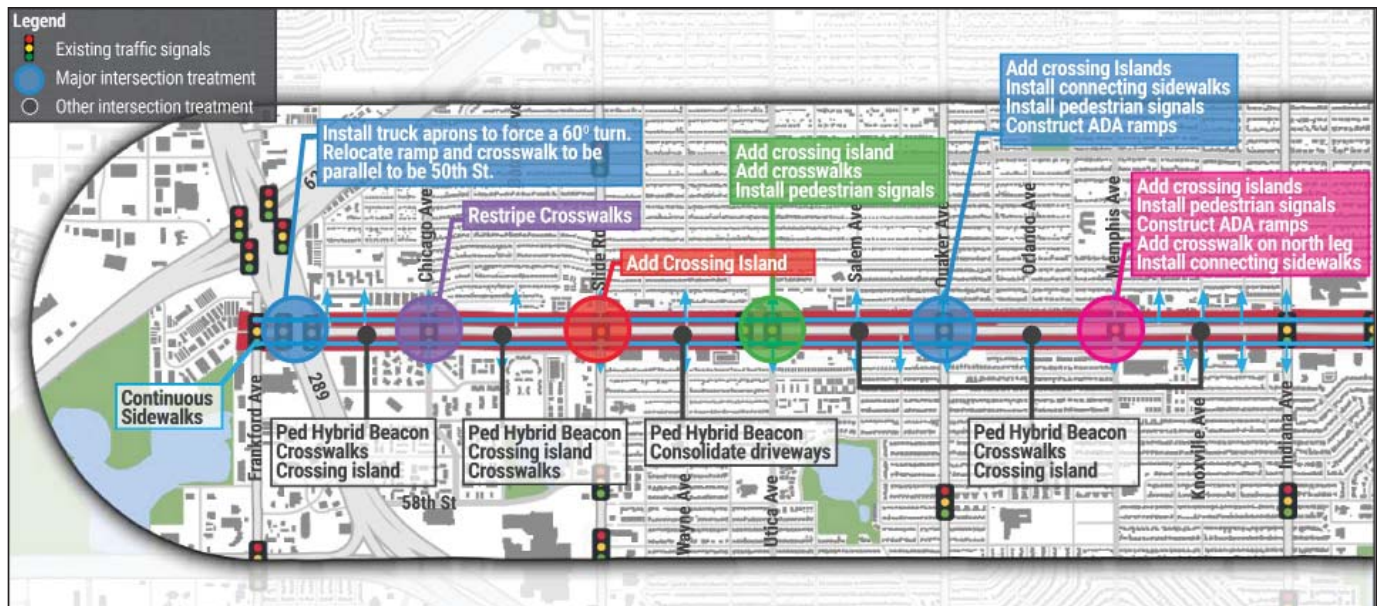 Legend
Existing traffic signals
Major intersection treatment
Other intersection treatment
Install truck aprons to force a 60º turn.
Relocate ramp and crosswalk to be
parallel to be 50th St.
Restripe Crosswalks
Add Crossing Island
Add crossing island
Add crosswalks
Install pedestrian signals
Add crossing Islands
Install connecting sidewalks
Install pedestrian signals
Construct ADA ramps
Add crossing islands
Install pedestrian signals
Construct ADA ramps
Add crosswalk on north leg
Install connecting sidewalks
Chicago Ave
Slide Rd
Salem Ave
Quaker Ave
Orlando Ave
Memphis Ave
Continuous
Sidewalks
Frankford Ave
289
Ped Hybrid Beacon
Crosswalks
Crossing island
Ped Hybrid Beacon
Crossing island
Crosswalks
Ped Hybrid Beacon
Consolidate driveways
Ped Hybrid Beacon
Crosswalks
Crossing island
58th St
Wayne Ave
Utica Ave
Knoxville Ave
Indiana Ave